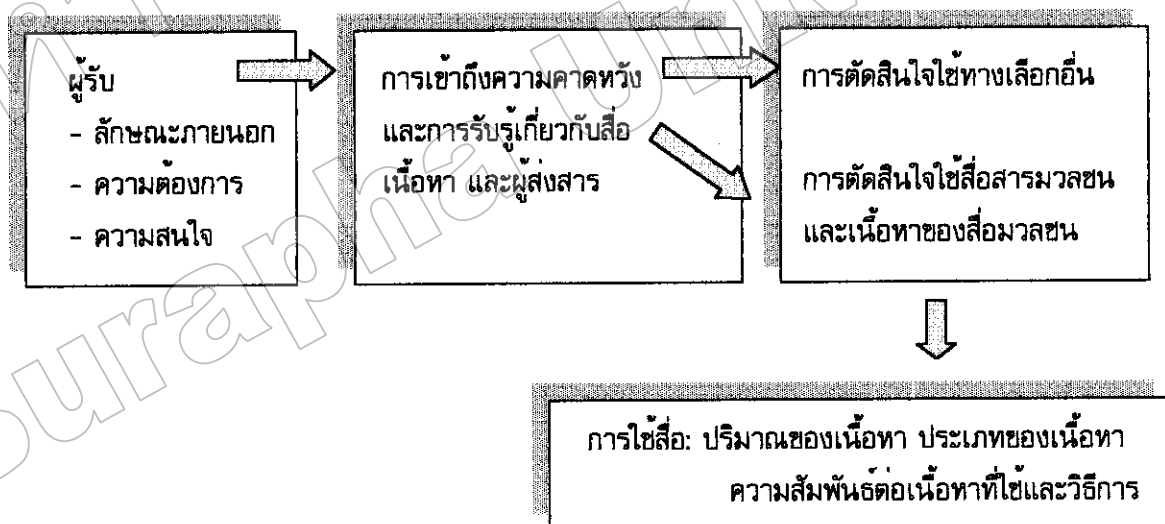 ผู้รับ
- ลักษณะภายนอก
- ความต้องการ
- ความสนใจ
การเข้าถึงความคาดหวัง
และการรับรู้เกี่ยวกับสื่อ
เนื้อหา และผู้ส่งสาร
การตัดสินใจใช้ทางเลือกอื่น
การตัดสินใจใช้สื่อสารมวลชน
และเนื้อหาของสื่อมวลชน
การใช้สื่อ: ปริมาณของเนื้อหา ประเภทของเนื้อหา
ความสัมพันธ์ต่อเนื้อหาที่ใช้และวิธีการ
Burapha Uni